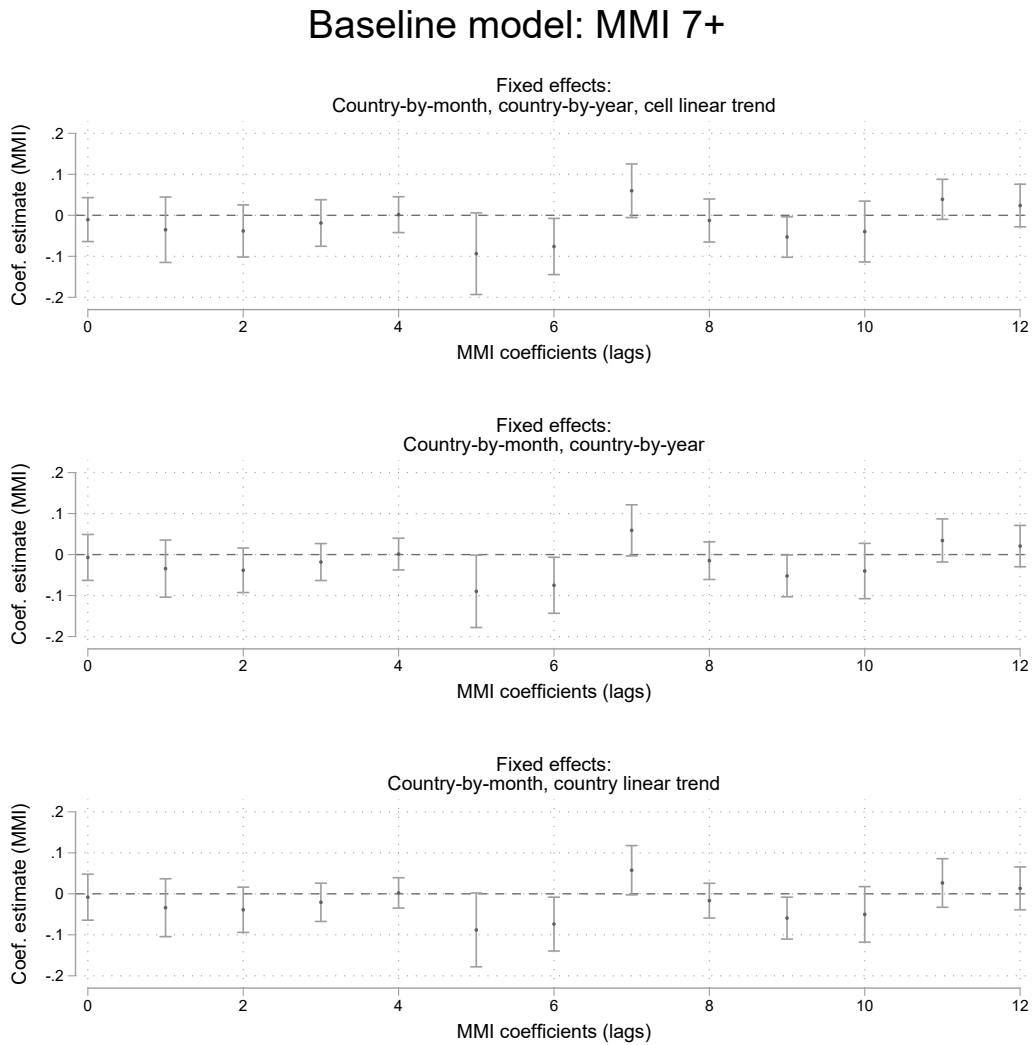 Baseline model: MMI 7+
Fixed effects:
Country-by-month, country-by-year, cell linear trend
Coef. estimate (MMI)
.2
.1
0
-.1
-.2
0 2 4 6 8 10 12
MMI coefficients (lags)
Fixed effects:
Country-by-month, country-by-year
Coef. estimate (MMI)
.2
.1
0
-.1
-.2
0 2 4 6 8 10 12
MMI coefficients (lags)
Fixed effects:
Country-by-month, country linear trend
Coef. estimate (MMI)
.2
.1
0
-.1
-.2
0 2 4 6 8 10 12
MMI coefficients (lags)